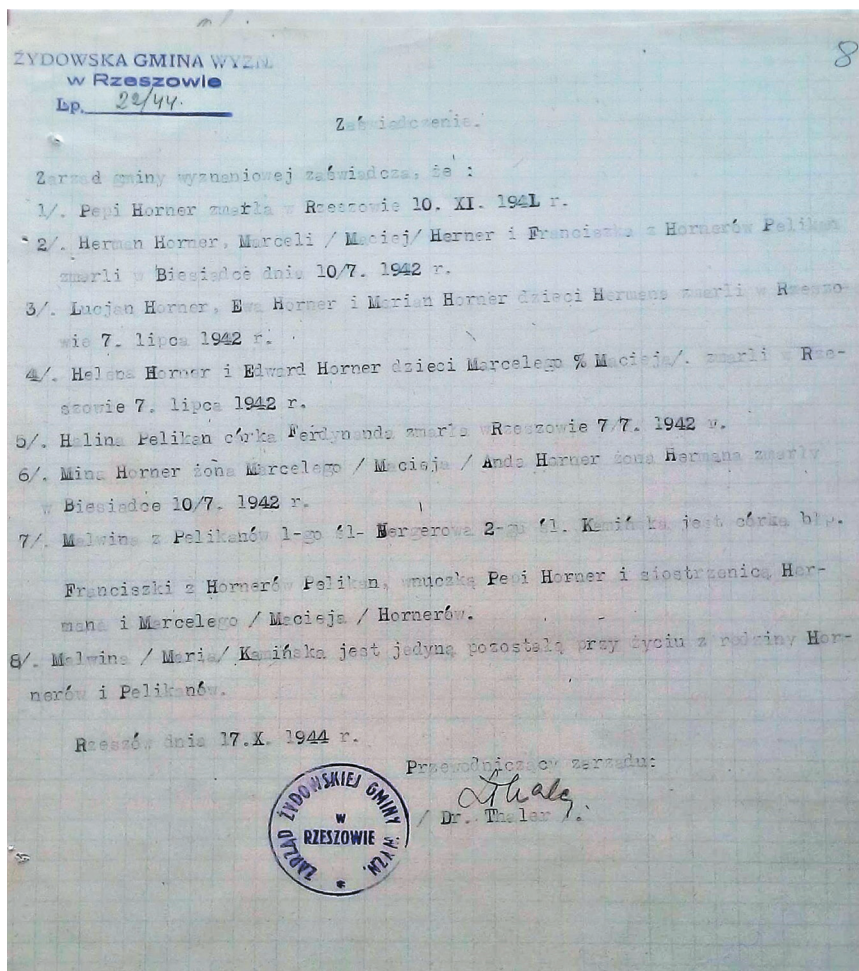 8
ŻYDOWSKA GMINA WYZN.
w Rzeszowie
Lp. 22/44.
Zaświadczenie.
Zarząd gminy wyznaniowej zaświadcza, że :
1/. Pepi Horner zmarła w Rzeszowie 10. XI. 1941 r.
2/. Herman Horner, Marceli / Maciej/ Herner i Franciszka z Hornerów Pelikan
zmarli w Biesiadce dnia 10/7. 1942 r.
3/. Lucjan Horner, Ewa Horner i Marian Horner dzieci Hermana zmarli w Rzeszo-
wie 7. lipca 1942 r.
4/. Helena Horner i Edward Horner dzieci Marcelego % Macieja/. zmarli w Rze-
szowie 7. lipca 1942 r.
5/. Halina Pelikan córka Ferdynanda zmarła wRzeszowie 7/7. 1942 r.
6/. Mina Horner żona Marcelego / Macieja / Anda Horner żona Hermana zmarły
w Biesiadce 10/7. 1942 r.
7/. Malwina z Pelikanów 1-go śl- Bergerowa 2-go śl. Kamińska jest córką błp.
Franciszki z Hornerów Pelikan, wnuczką Pepi Horner i siostrzenicą Her-
mana i Marcelego / Macieja / Hornerów.
8/. Malwina / Maria/ Kamińska jest jedyną pozostałą przy życiu z rodziny Hor-
nerów i Pelikanów.
Rzeszów dnia 17.X. 1944 r.
Przewodniczący zarządu:
DThaler
/ Dr. Thaler /.
ZARZĄD ŻYDOWSKIEJ GMINY WYZN.
w
RZESZOWIE